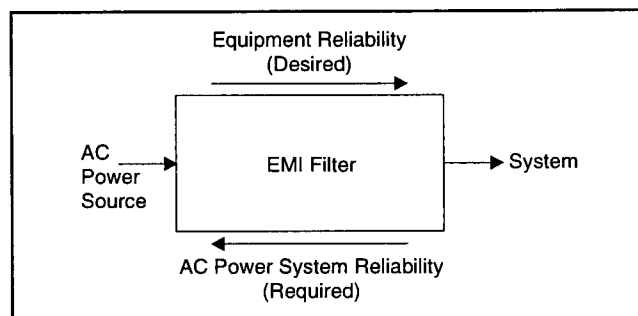 Equipment Reliability
(Desired)
AC
Power
Source
EMI Filter
System
AC Power System Reliability
(Required)